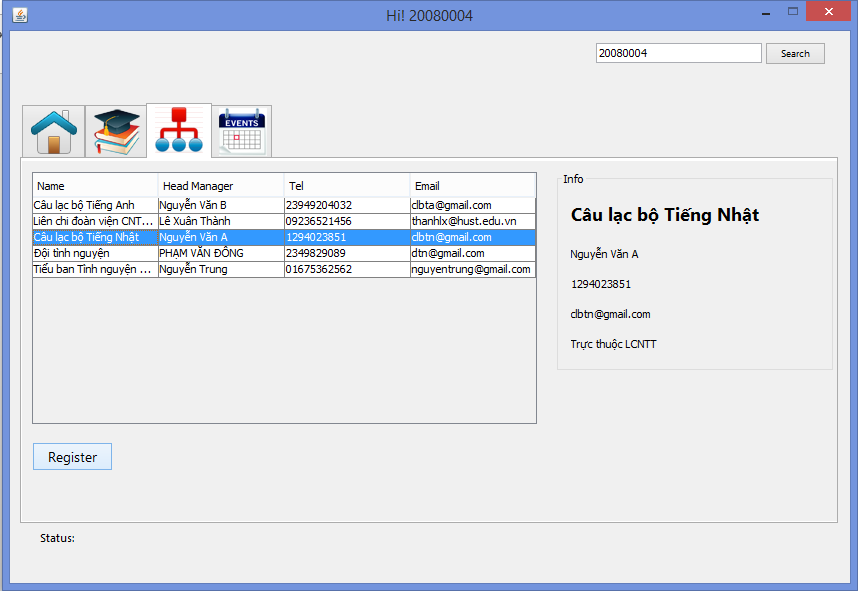 Hi! 20080004
20080004 Search
EVENTS
Name Head Manager Tel Email
Câu lạc bộ Tiếng Anh Nguyễn Văn B 23949204032 clbta@gmail.com
Liên chi đoàn viện CNT... Lê Xuân Thành 09236521456 thanhlx@hust.edu.vn
Câu lạc bộ Tiếng Nhật Nguyễn Văn A 1294023851 clbtn@gmail.com
Đội tình nguyện PHẠM VĂN ĐÔNG 2349829089 dtn@gmail.com
Tiểu ban Tình nguyện ... Nguyễn Trung 01675362562 nguyentrung@gmail.com
Info
Câu lạc bộ Tiếng Nhật
Nguyễn Văn A
1294023851
clbtn@gmail.com
Trực thuộc LCNTT
Register
Status: